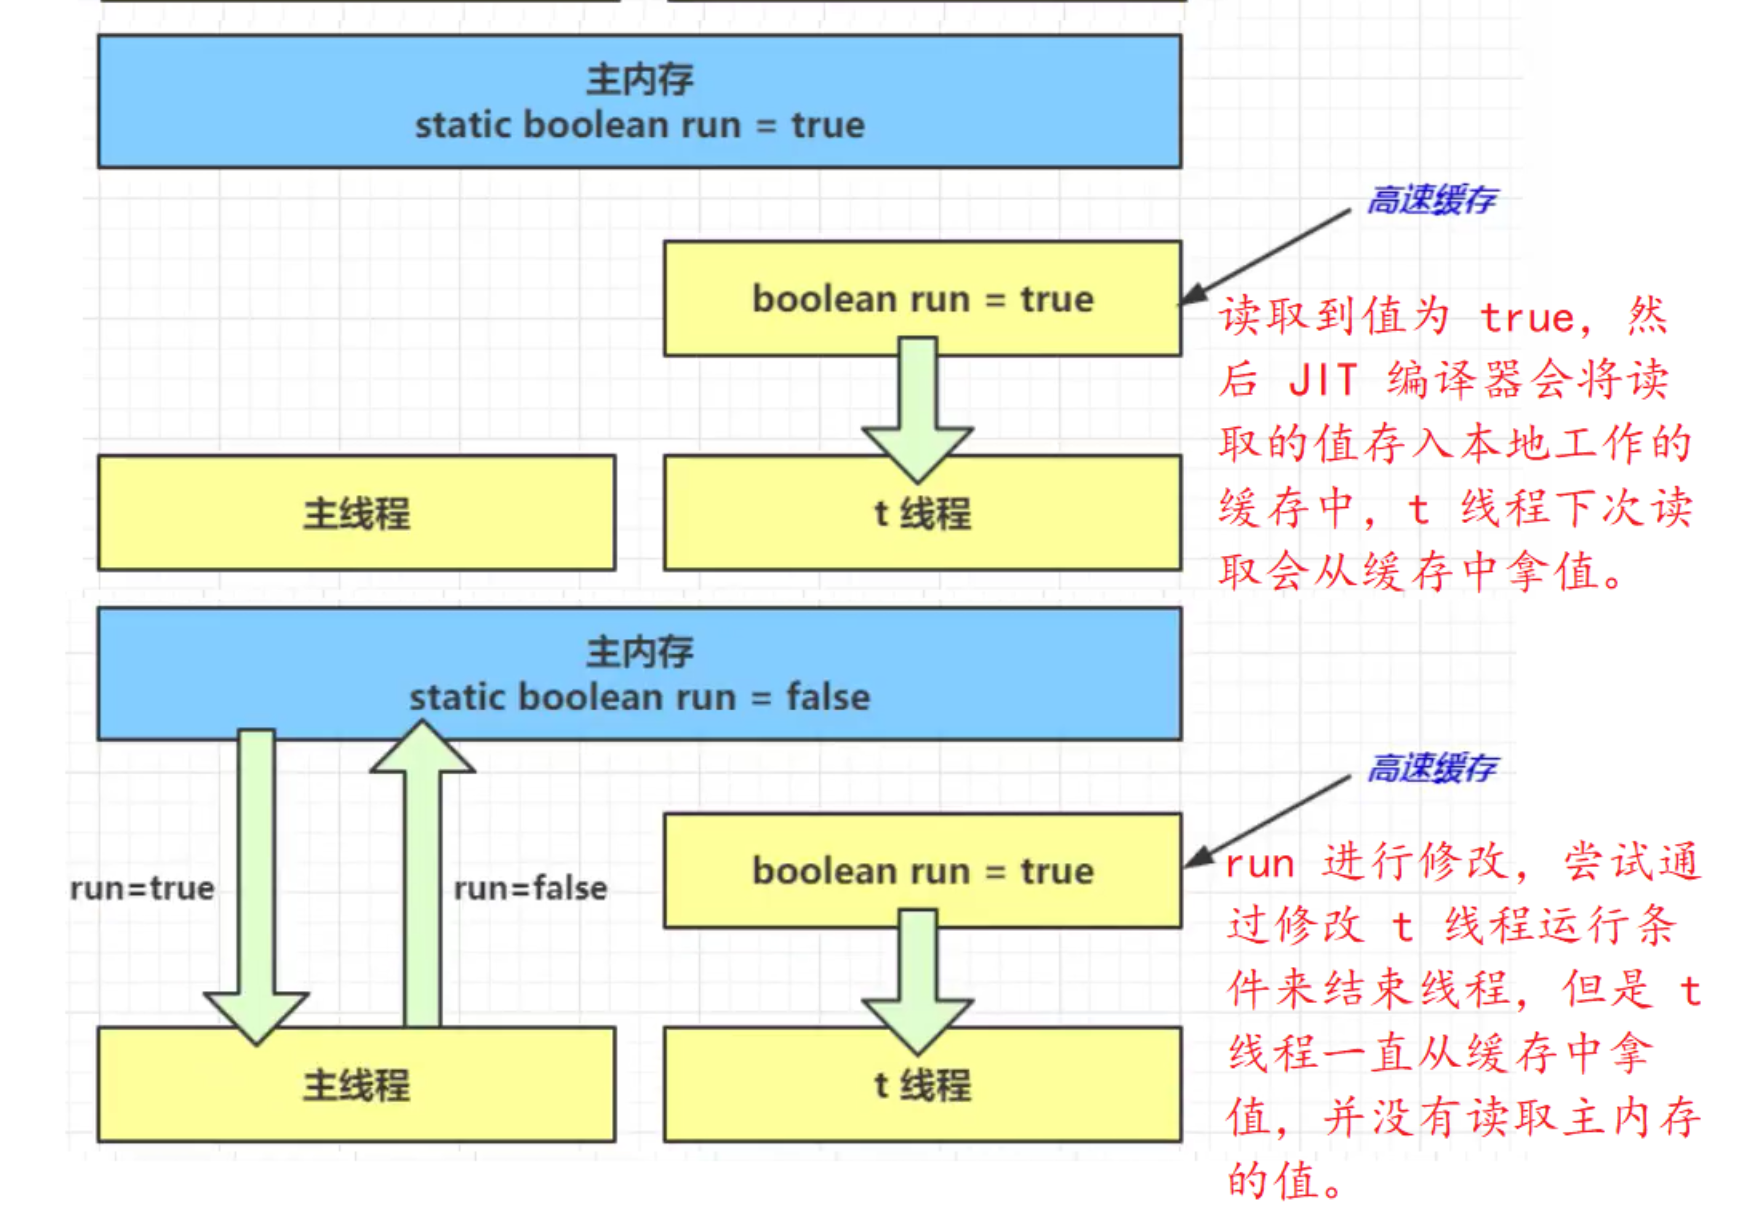 主内存
static boolean run = true
高速缓存
boolean run = true
读取到值为 true，然
后 JIT 编译器会将读
取的值存入本地工作的
缓存中，t 线程下次读
取会从缓存中拿值。
主线程
t 线程
主内存
static boolean run = false
高速缓存
run=true
run=false
boolean run = true
run 进行修改，尝试通
过修改 t 线程运行条
件来结束线程，但是 t
线程一直从缓存中拿
值，并没有读取主内存
的值。
主线程
t 线程